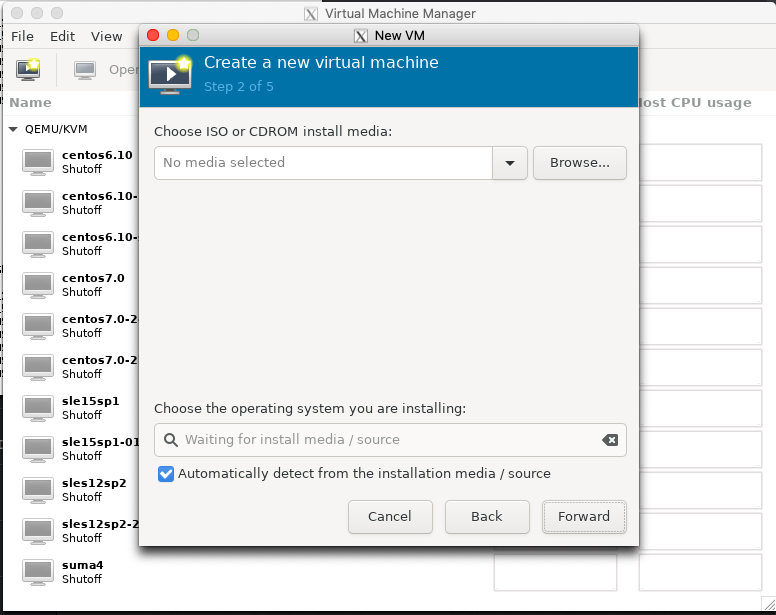 Virtual Machine Manager
File Edit View
New VM
Create a new virtual machine
Step 2 of 5
Name
QEMU/KVM
centos6.10
Shutoff
centos6.10-
Shutoff
centos6.10-
Shutoff
centos7.0
Shutoff
centos7.0-2
Shutoff
centos7.0-2
Shutoff
sle15sp1
Shutoff
sle15sp1-01
Shutoff
sles12sp2
Shutoff
sles12sp2-2
Shutoff
suma4
Shutoff
CPU usage
Choose ISO or CDROM install media:
No media selected
Browse...
Choose the operating system you are installing:
Waiting for install media / source
Automatically detect from the installation media / source
Cancel Back Forward